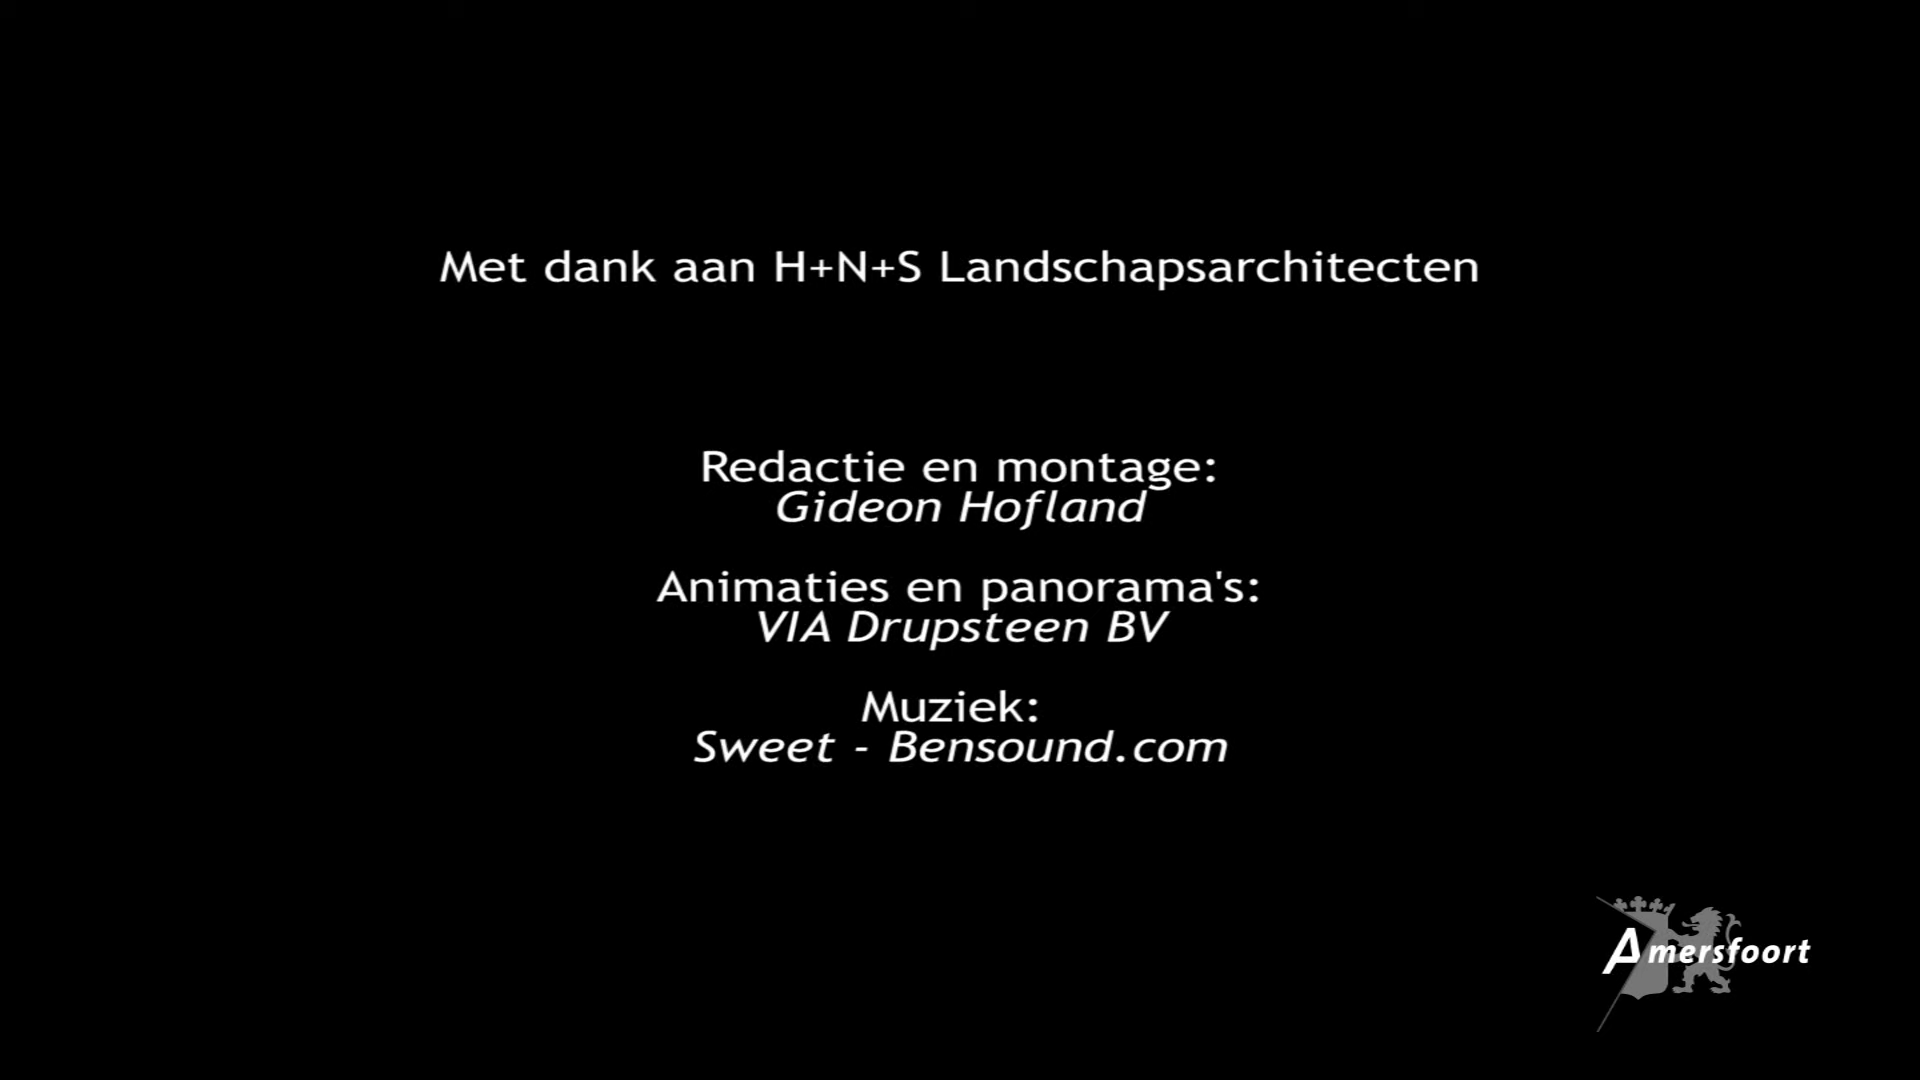 Met dank aan H+N+S Landschapsarchitecten
Redactie en montage:
Gideon Hofland
Animaties en panorama's:
VIA Drupsteen BV
Muziek:
Sweet - Bensound.com
Amersfoort